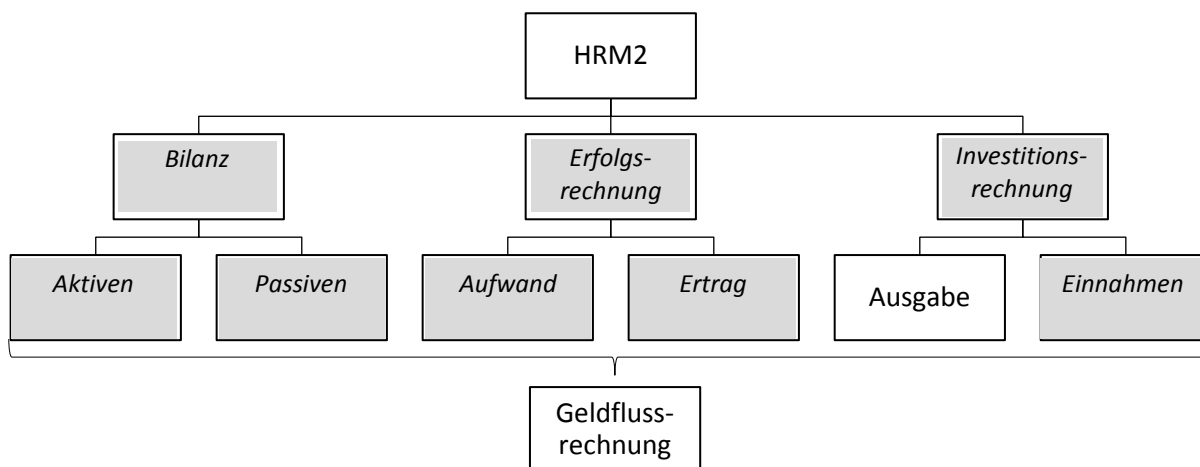 HRM2
Bilanz
Erfolgs-
rechnung
Investitions-
rechnung
Aktiven
Passiven
Aufwand
Ertrag
Ausgabe
Einnahmen
Geldfluss-
rechnung